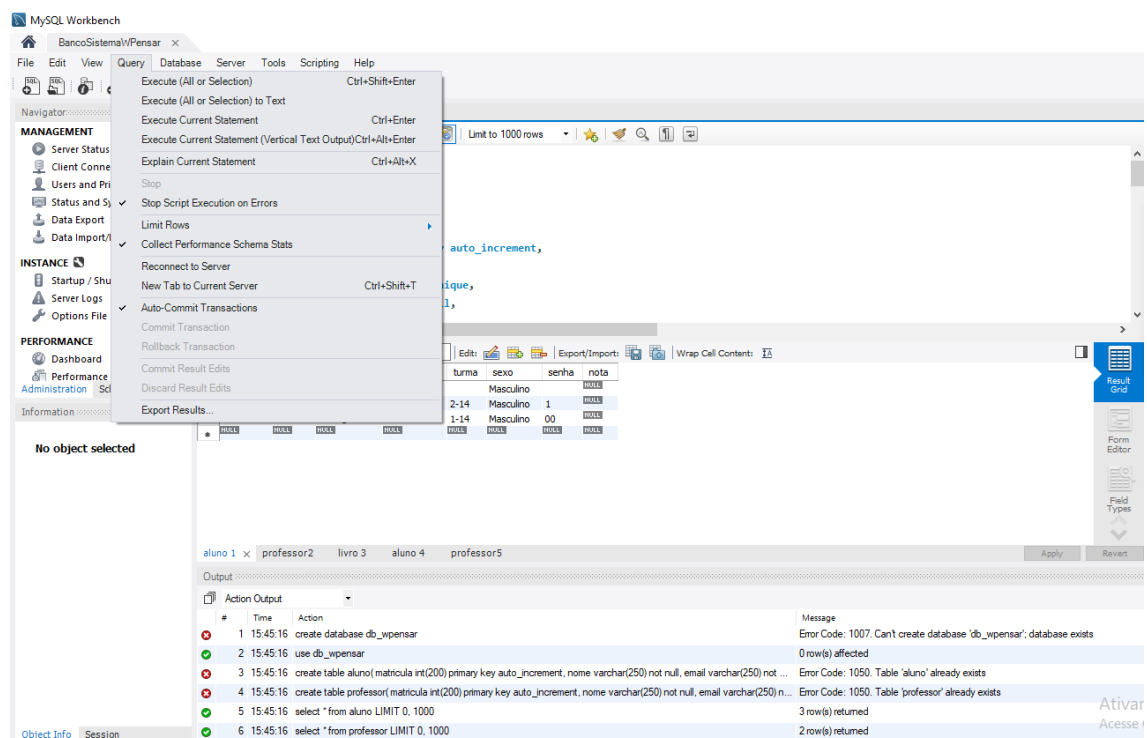 MySQL Workbench
BancoSistemaWPensar
File Edit View Query Database Server Tools Scripting Help
Execute (All or Selection) Ctrl+Shift+Enter
Execute (All or Selection) to Text
Execute Current Statement Ctrl+Enter
Execute Current Statement (Vertical Text Output)Ctrl+Alt+Enter
Explain Current Statement Ctrl+Alt+X
Stop
Stop Script Execution on Errors
Limit Rows
Collect Performance Schema Stats
Reconnect to Server
New Tab to Current Server Ctrl+Shift+T
Auto-Commit Transactions
Commit Transaction
Rollback Transaction
Commit Result Edits
Discard Result Edits
Export Results...
Navigator
MANAGEMENT
Server Status
Client Conne
Users and Pri
Status and Sy
Data Export
Data Import/
INSTANCE
Startup / Shu
Server Logs
Options File
PERFORMANCE
Dashboard
Performance
Administration Sc
Information
No object selected
Limit to 1000 rows
auto_increment,
ique,
l,
Edit: Export/Import: Wrap Cell Content:
turma sexo senha nota
Masculino NULL
2-14 Masculino 1 NULL
1-14 Masculino 00 NULL
NULL NULL NULL NULL NULL NULL NULL NULL
Result
Grid
Form
Editor
Field
Types
aluno 1 professor2 livro 3 aluno 4 professor5 Apply Revert
Output
Action Output
# Time Action Message
1 15:45:16 create database db_wpensar Error Code: 1007. Can't create database 'db_wpensar'; database exists
2 15:45:16 use db_wpensar 0 row(s) affected
3 15:45:16 create table aluno( matricula int(200) primary key auto_increment, nome varchar(250) not null, email varchar(250) not ... Error Code: 1050. Table 'aluno' already exists
4 15:45:16 create table professor( matricula int(200) primary key auto_increment, nome varchar(250) not null, email varchar(250) n... Error Code: 1050. Table 'professor' already exists
5 15:45:16 select * from aluno LIMIT 0, 1000 3 row(s) returned
6 15:45:16 select * from professor LIMIT 0, 1000 2 row(s) returned
Ativar
Acesse
Object Info Session